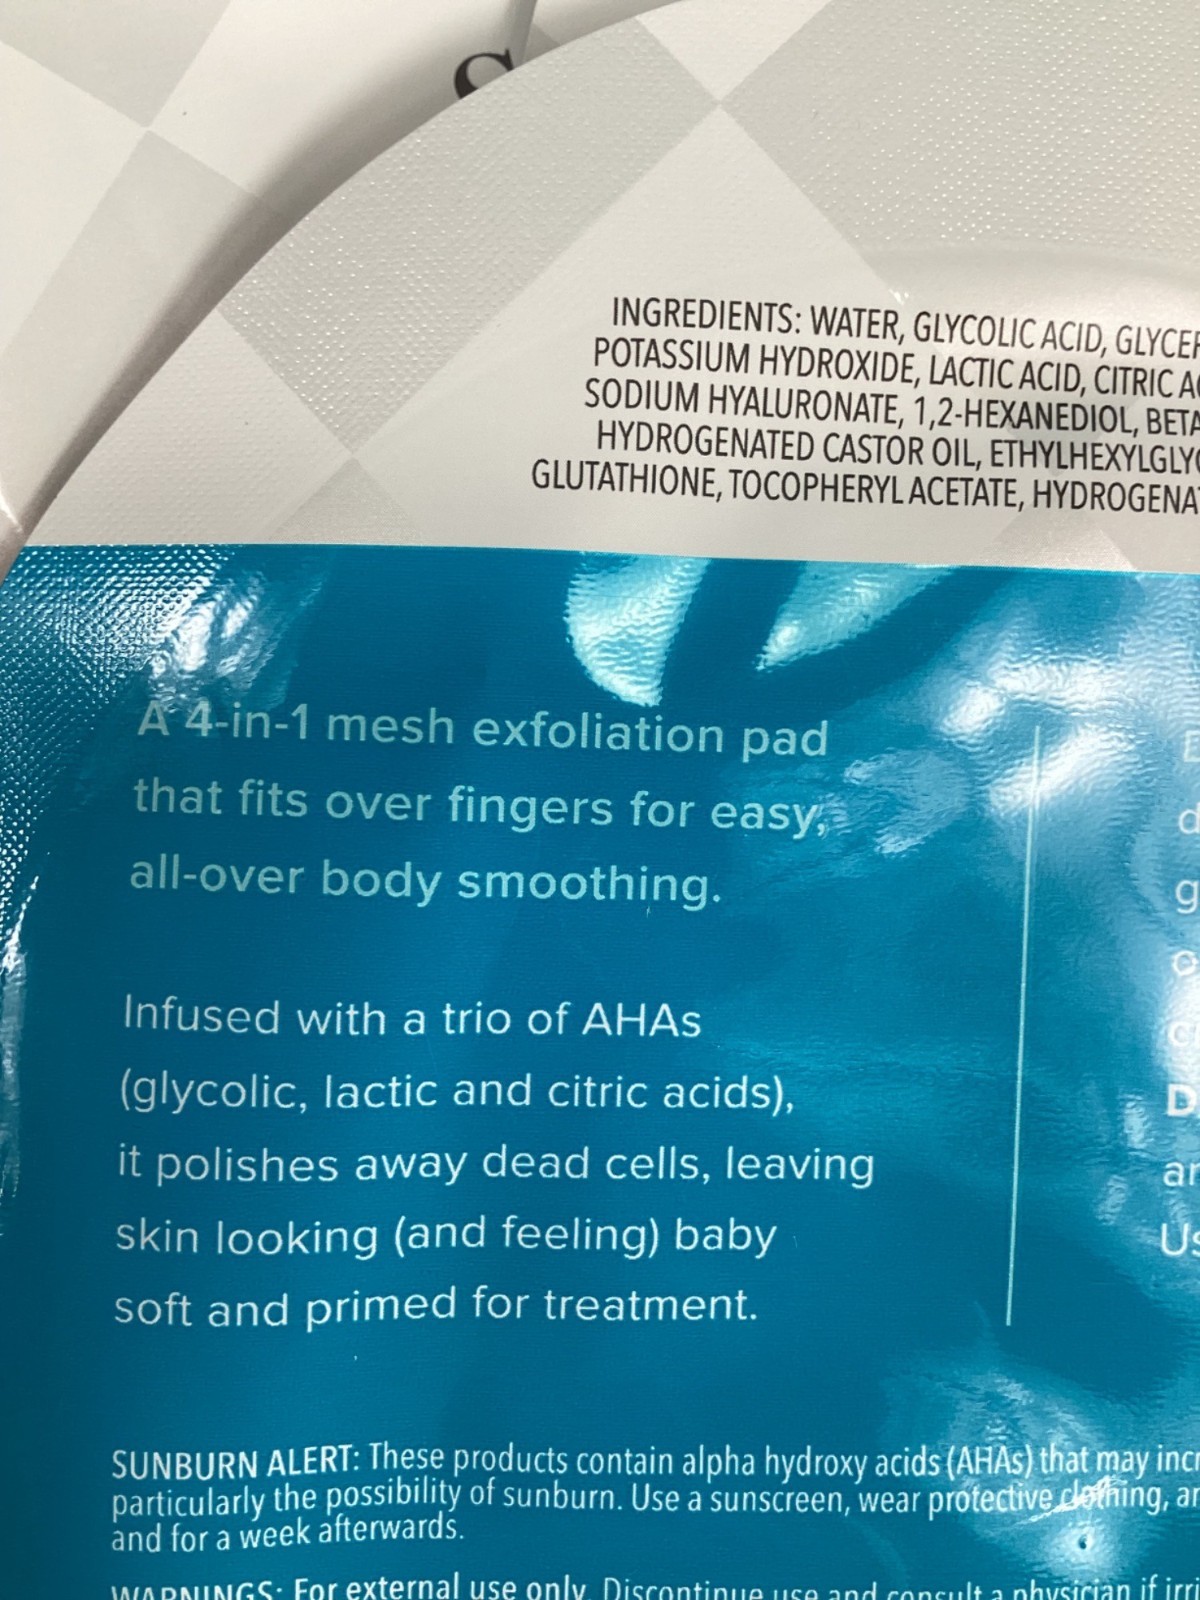 INGREDIENTS: WATER, GLYCOLIC ACID,
POTASSIUM HYDROXIDE, LACTIC ACID, CITRIC
SODIUM HYALURONATE, 1,2-HEXANEDIOL,
HYDROGENATED CASTOR OIL,
GLUTATHIONE, TOCOPHERYL ACETATE,
A 4-in-1 mesh exfoliation pad
that fits over fingers for easy,
all-over body smoothing.
Infused with a trio of AHAs
(glycolic, lactic and citric acids),
it polishes away dead cells, leaving
skin looking (and feeling) baby
soft and primed for treatment.
SUNBURN ALERT: These products contain alpha hydroxy acids (AHAs) that may
particularly the possibility of sunburn. Use a sunscreen, wear protective clothing,
and for a week afterwards.
WARNINGS: For external use only. Discontinue use and consult a physician if